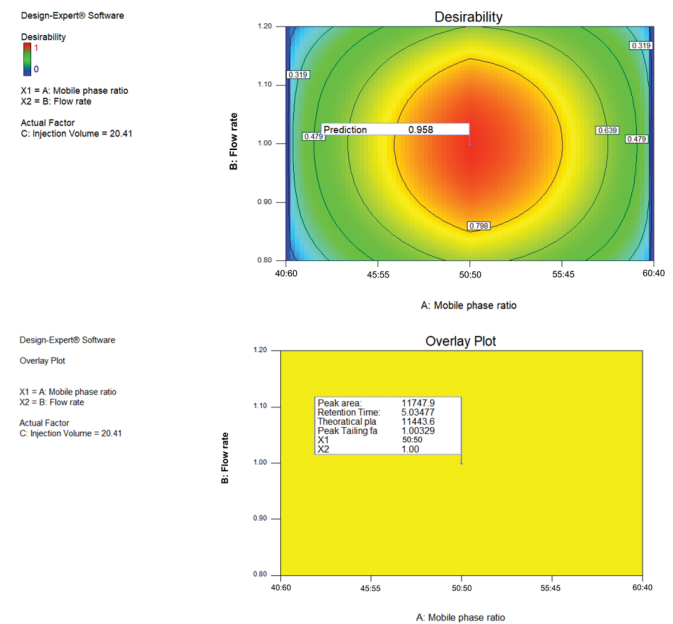 Design-Expert® Software
Desirability
1
0
X1 = A: Mobile phase ratio
X2 = B: Flow rate
Actual Factor
C: Injection Volume = 20.41
Desirability
1.20
1.10
1.00
0.90
0.80
B: Flow rate
0.319
0.319
Prediction 0.958
0.479
0.639
0.479
0.798
40:60 45:55 50:50 55:45 60:40
A: Mobile phase ratio
Design-Expert® Software
Overlay Plot
X1 = A: Mobile phase ratio
X2 = B: Flow rate
Actual Factor
C: Injection Volume = 20.41
Overlay Plot
1.20
1.10
1.00
0.90
0.80
B: Flow rate
Peak area: 11747.9
Retention Time: 5.03477
Theoratical pla 11443.6
Peak Tailing fa 1.00329
X1 50:50
X2 1.00
40:60 45:55 50:50 55:45 60:40
A: Mobile phase ratio